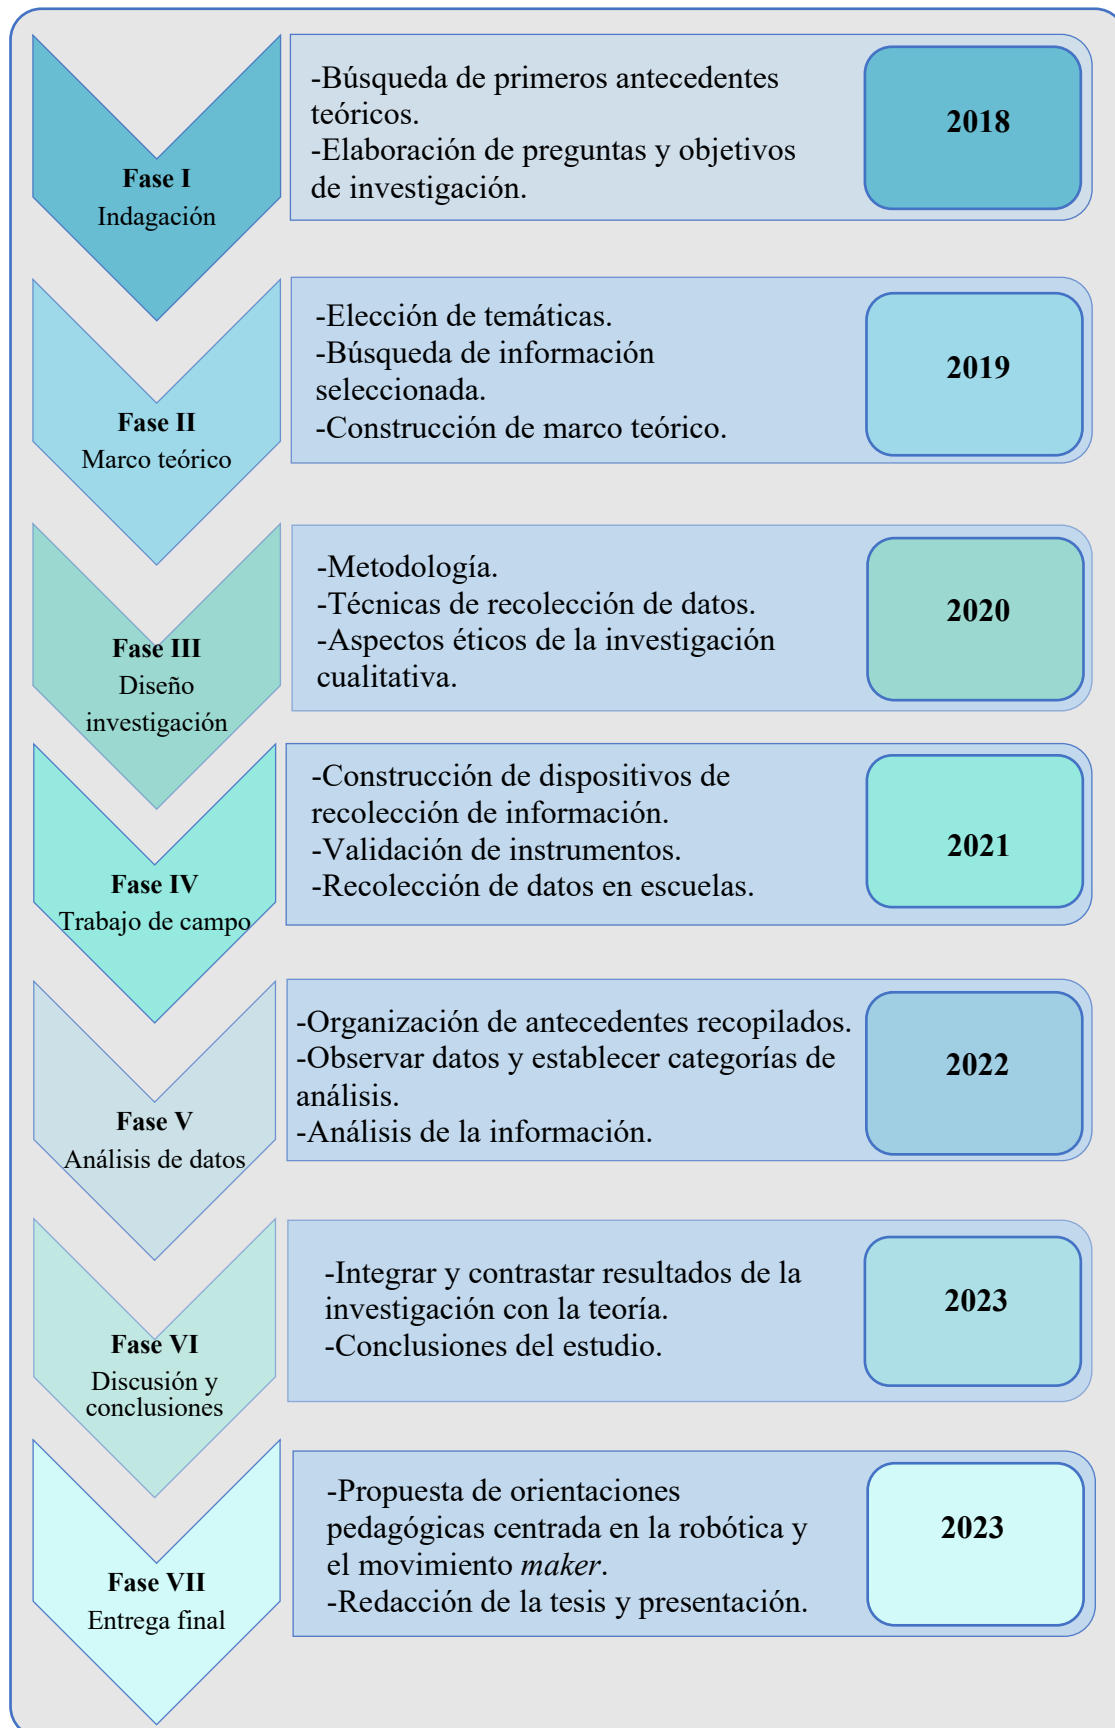 Fase I
Indagación
-Búsqueda de primeros antecedentes
teóricos.
-Elaboración de preguntas y objetivos
de investigación.
2018
Fase II
Marco teórico
-Elección de temáticas.
-Búsqueda de información
seleccionada.
-Construcción de marco teórico.
2019
Fase III
Diseño
investigación
-Metodología.
-Técnicas de recolección de datos.
-Aspectos éticos de la investigación
cualitativa.
2020
Fase IV
Trabajo de campo
-Construcción de dispositivos de
recolección de información.
-Validación de instrumentos.
-Recolección de datos en escuelas.
2021
Fase V
Análisis de datos
-Organización de antecedentes recopilados.
-Observar datos y establecer categorías de
análisis.
-Análisis de la información.
2022
Fase VI
Discusión y
conclusiones
-Integrar y contrastar resultados de la
investigación con la teoría.
-Conclusiones del estudio.
2023
Fase VII
Entrega final
-Propuesta de orientaciones
pedagógicas centrada en la robótica y
el movimiento maker.
-Redacción de la tesis y presentación.
2023